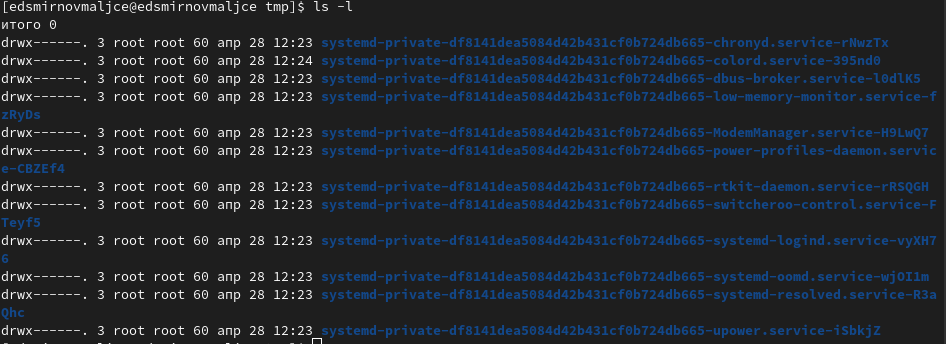 [edsmirnovmaljce@edsmirnovmaljce tmp]$ ls -l
итого 0
drwx------. 3 root root 60 апр 28 12:23 systemd-private-df8141dea5084d42b431cf0b724db665-chronyd.service-rNwzTx
drwx------. 3 root root 60 апр 28 12:24 systemd-private-df8141dea5084d42b431cf0b724db665-colord.service-395nd0
drwx------. 3 root root 60 апр 28 12:23 systemd-private-df8141dea5084d42b431cf0b724db665-dbus-broker.service-l0dlK5
drwx------. 3 root root 60 апр 28 12:23 systemd-private-df8141dea5084d42b431cf0b724db665-low-memory-monitor.service-f
zRyDs
drwx------. 3 root root 60 апр 28 12:23 systemd-private-df8141dea5084d42b431cf0b724db665-ModemManager.service-H9LwQ7
drwx------. 3 root root 60 апр 28 12:23 systemd-private-df8141dea5084d42b431cf0b724db665-power-profiles-daemon.servic
e-CBZEf4
drwx------. 3 root root 60 апр 28 12:23 systemd-private-df8141dea5084d42b431cf0b724db665-rtkit-daemon.service-rRSQGH
drwx------. 3 root root 60 апр 28 12:23 systemd-private-df8141dea5084d42b431cf0b724db665-switcheroo-control.service-F
Teyf5
drwx------. 3 root root 60 апр 28 12:23 systemd-private-df8141dea5084d42b431cf0b724db665-systemd-logind.service-vyXH7
6
drwx------. 3 root root 60 апр 28 12:23 systemd-private-df8141dea5084d42b431cf0b724db665-systemd-oomd.service-wjOI1m
drwx------. 3 root root 60 апр 28 12:23 systemd-private-df8141dea5084d42b431cf0b724db665-systemd-resolved.service-R3a
Qhc
drwx------. 3 root root 60 апр 28 12:23 systemd-private-df8141dea5084d42b431cf0b724db665-upower.service-iSbkjZ